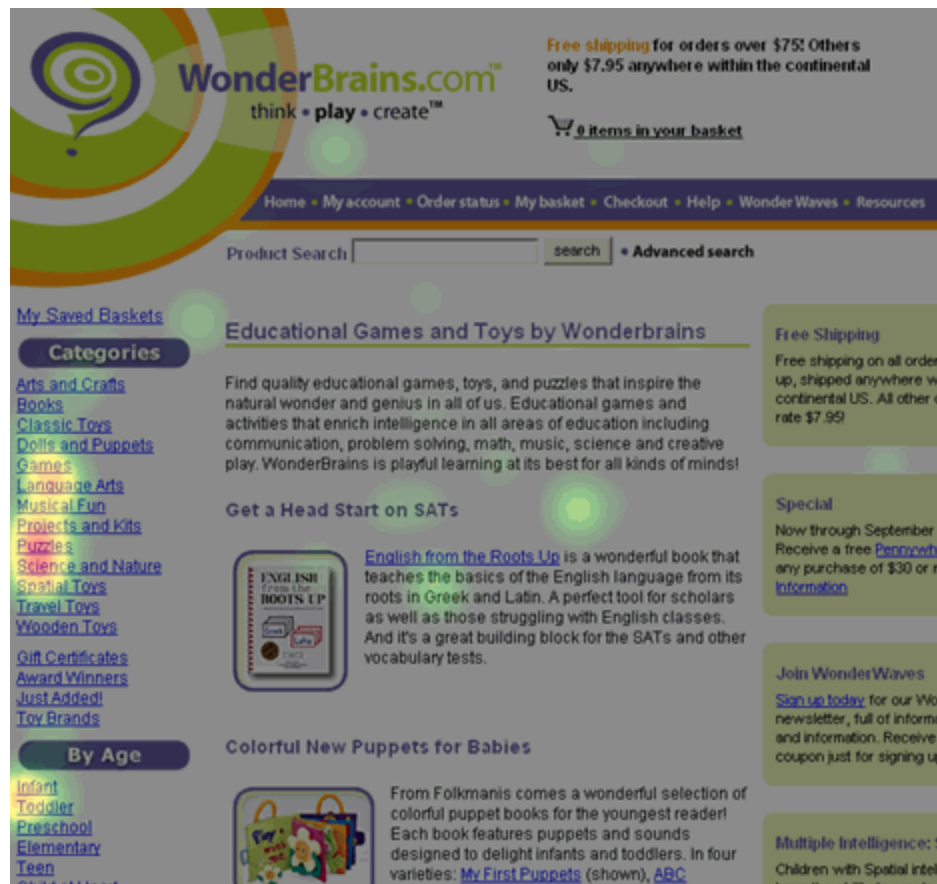 WonderBrains.com™
think • play • create™
Free shipping for orders over $75! Others
only $7.95 anywhere within the continental
US.
0 items in your basket
Home • My account • Order status • My basket • Checkout • Help • WonderWaves • Resources
Product Search
search
• Advanced search
My Saved Baskets
Categories
Arts and Crafts
Books
Classic Toys
Dolls and Puppets
Games
Language Arts
Musical Fun
Projects and Kits
Puzzles
Science and Nature
Spatial Toys
Travel Toys
Wooden Toys
Gift Certificates
Award Winners
Just Added!
Toy Brands
By Age
Infant
Toddler
Preschool
Elementary
Teen
Educational Games and Toys by Wonderbrains
Find quality educational games, toys, and puzzles that inspire the
natural wonder and genius in all of us. Educational games and
activities that enrich intelligence in all areas of education including
communication, problem solving, math, music, science and creative
play. WonderBrains is playful learning at its best for all kinds of minds!
Get a Head Start on SATs
ENGLISH
from the
ROOTS UP
Greek
Latin
English from the Roots Up is a wonderful book that
teaches the basics of the English language from its
roots in Greek and Latin. A perfect tool for scholars
as well as those struggling with English classes.
And it's a great building block for the SATs and other
vocabulary tests.
Colorful New Puppets for Babies
Play
with
me
From Folkmanis comes a wonderful selection of
colorful puppet books for the youngest reader!
Each book features puppets and sounds
designed to delight infants and toddlers. In four
varieties: My First Puppets (shown), ABC
Free Shipping
Free shipping on all order
up, shipped anywhere w
continental US. All other
rate $7.95!
Special
Now through September
Receive a free Pennywh
any purchase of $30 or
Information
Join WonderWaves
Sign up today for our Wo
newsletter, full of inform
and information. Receive
coupon just for signing u
Multiple Intelligence:
Children with Spatial intel